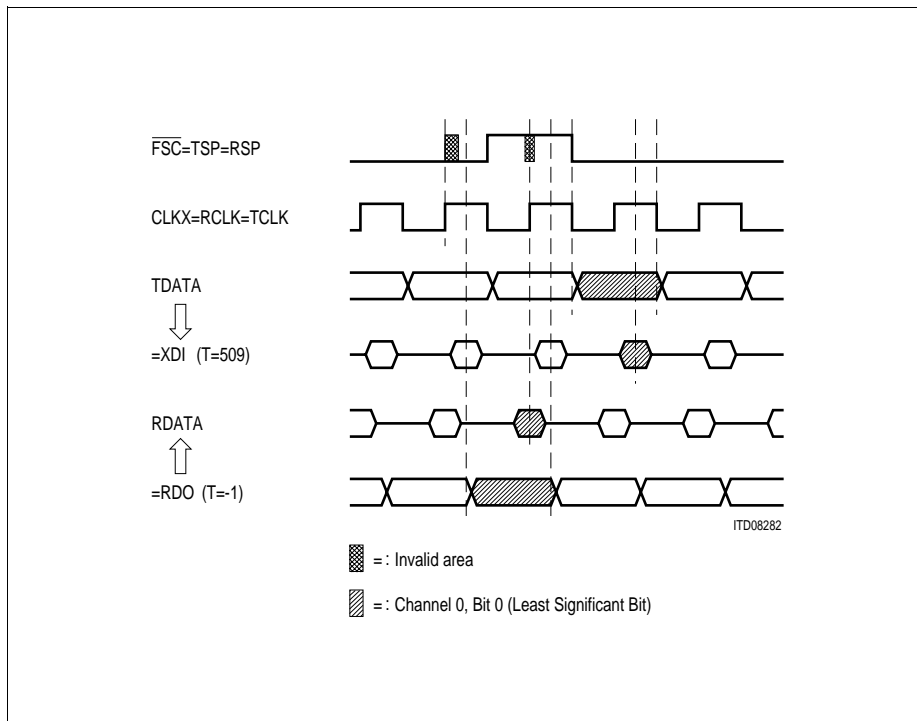 FSC=TSP=RSP
CLKX=RCLK=TCLK
TDATA
=XDI (T=509)
RDATA
=RDO (T=-1)
ITD08282
=: Invalid area
=: Channel 0, Bit 0 (Least Significant Bit)